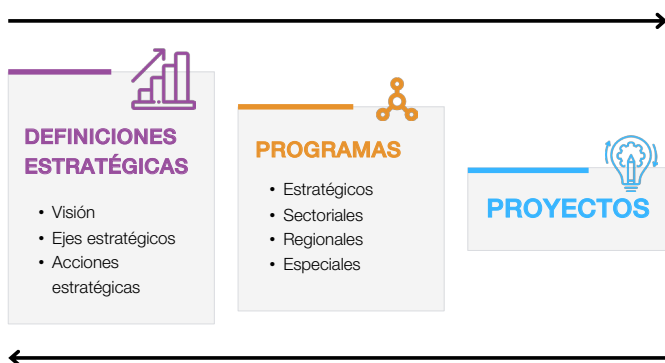 DEFINICIONES
ESTRATÉGICAS
• Visión
• Ejes estratégicos
• Acciones
estratégicas
PROGRAMAS
• Estratégicos
• Sectoriales
• Regionales
• Especiales
PROYECTOS